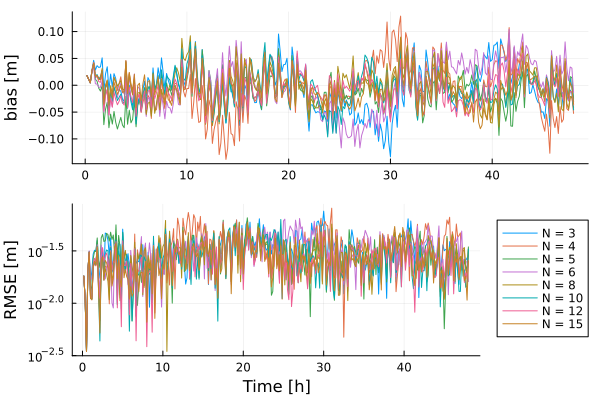 bias [m]
0.10
0.05
0.00
−0.05
−0.10
0 10 20 30 40
RMSE [m]
10^−1.5
10^−2.0
10^−2.5
0 10 20 30 40
Time [h]
N = 3
N = 4
N = 5
N = 6
N = 8
N = 10
N = 12
N = 15